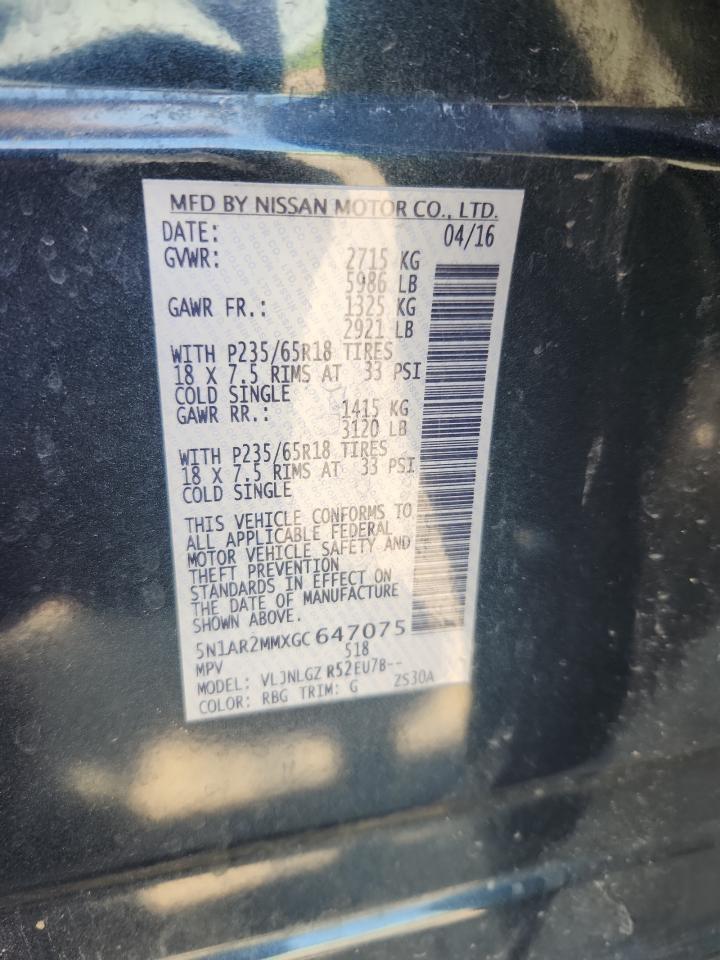 MFD BY NISSAN MOTOR CO., LTD.
DATE: 04/16
GVWR: 2715 KG
5986 LB
GAWR FR.: 1325 KG
2921 LB
WITH P235/65R18 TIRES
18 X 7.5 RIMS AT 33 PSI
COLD SINGLE
GAWR RR.: 1415 KG
3120 LB
WITH P235/65R18 TIRES
18 X 7.5 RIMS AT 33 PSI
COLD SINGLE
THIS VEHICLE CONFORMS TO
ALL APPLICABLE FEDERAL
MOTOR VEHICLE SAFETY AND
THEFT PREVENTION
STANDARDS IN EFFECT ON
THE DATE OF MANUFACTURE
SHOWN ABOVE.
5N1AR2MMXGC647075
MPV 518
MODEL: VLJNLGZ R52EU7B--
COLOR: RBG TRIM: G ZS30A